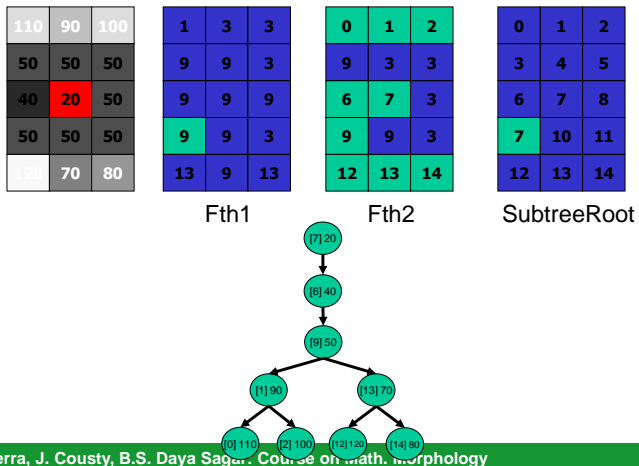 110 90 100 1 3 3 0 1 2 0 1 2
50 50 50 9 9 3 9 3 3 3 4 5
40 20 50 9 9 9 6 7 3 6 7 8
50 50 50 9 9 3 9 9 3 7 10 11
120 70 80 13 9 13 12 13 14 12 13 14
Fth1 Fth2 SubtreeRoot
[7] 20
[6] 40
[9] 50
[1] 90 [13] 70
[0] 110 [2] 100 [12] 120 [14] 80
erra, J. Cousty, B.S. Daya Sagar: Course on Math. Morphology